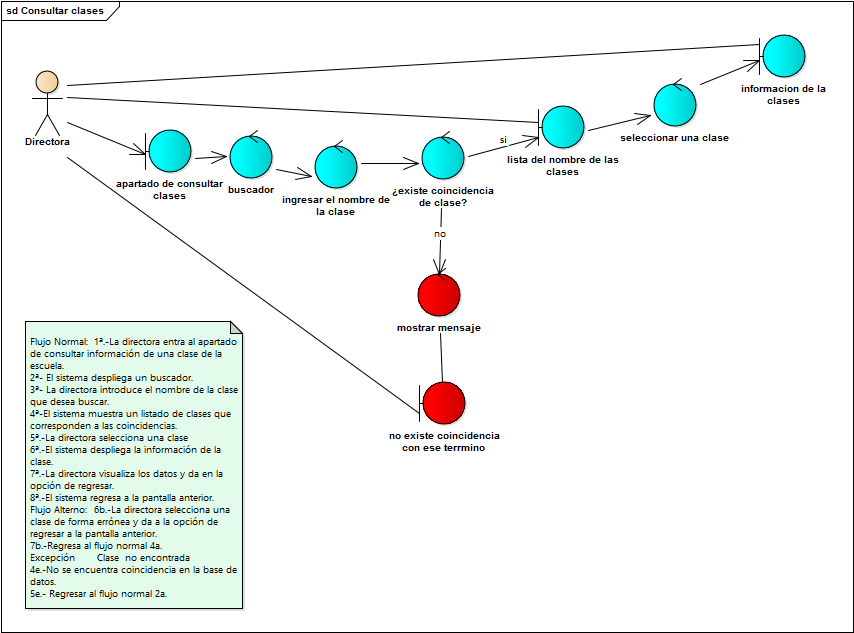 sd Consultar clases
informacion de la
clases
Directora
seleccionar una clase
si
lista del nombre de las
clases
apartado de consultar
clases
buscador
ingresar el nombre de
la clase
¿existe coincidencia
de clase?
no
mostrar mensaje
no existe coincidencia
con ese terrmino
Flujo Normal: 1ª.-La directora entra al apartado
de consultar información de una clase de la
escuela.
2ª- El sistema despliega un buscador.
3ª- La directora introduce el nombre de la clase
que desea buscar.
4ª-El sistema muestra un listado de clases que
corresponden a las coincidencias.
5ª.-La directora selecciona una clase
6ª.-El sistema despliega la información de la
clase.
7ª.-La directora visualiza los datos y da en la
opción de regresar.
8ª.-El sistema regresa a la pantalla anterior.
Flujo Alterno: 6b.-La directora selecciona una
clase de forma errónea y da a la opción de
regresar a la pantalla anterior.
7b.-Regresa al flujo normal 4a.
Excepción Clase no encontrada
4e.-No se encuentra coincidencia en la base de
datos.
5e.- Regresar al flujo normal 2a.